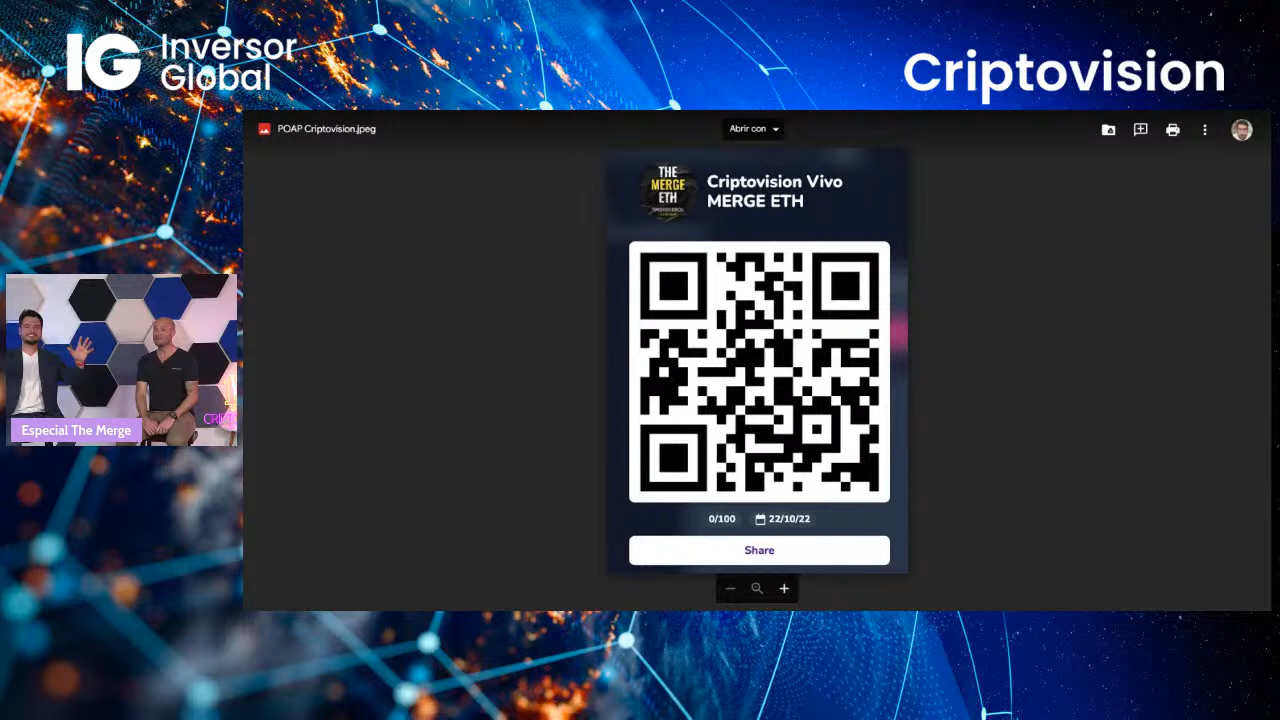 IG Inversor
Global
Criptovision
POAP Criptovision.jpeg
Abrir con
THE
MERGE
ETH
Criptovision Vivo
MERGE ETH
Especial The Merge
0/100
22/10/22
Share